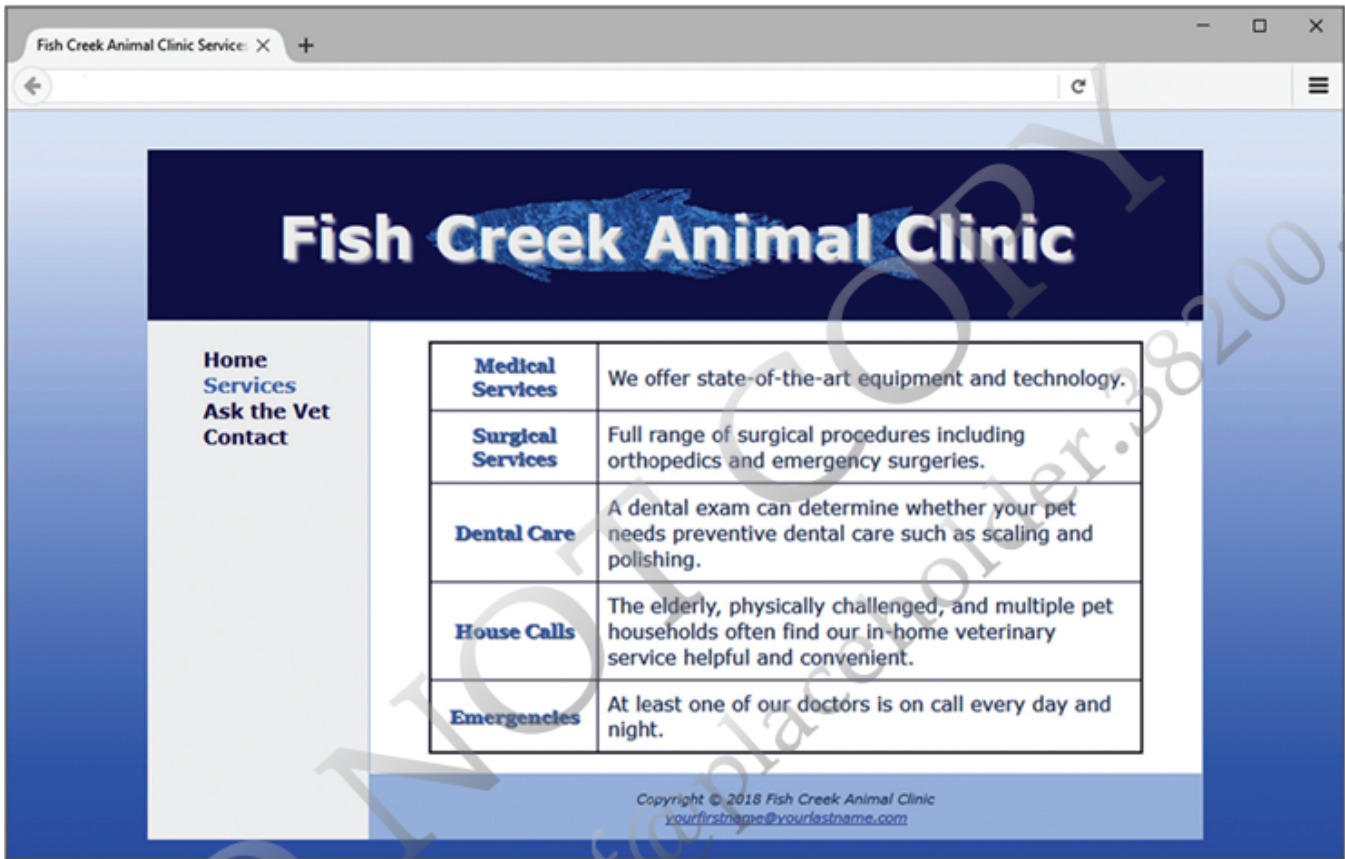 Fish Creek Animal Clinic Service
Fish Creek Animal Clinic
Home
Services
Ask the Vet
Contact
Medical
Services
We offer state-of-the-art equipment and technology.
Surgical
Services
Full range of surgical procedures including
orthopedics and emergency surgeries.
Dental Care
A dental exam can determine whether your pet
needs preventive dental care such as scaling and
polishing.
House Calls
The elderly, physically challenged, and multiple pet
households often find our in-home veterinary
service helpful and convenient.
Emergencies
At least one of our doctors is on call every day and
night.
Copyright © 2018 Fish Creek Animal Clinic
yourfirstname@yourlastname.com
NOT COPY
@placeholder.38200.